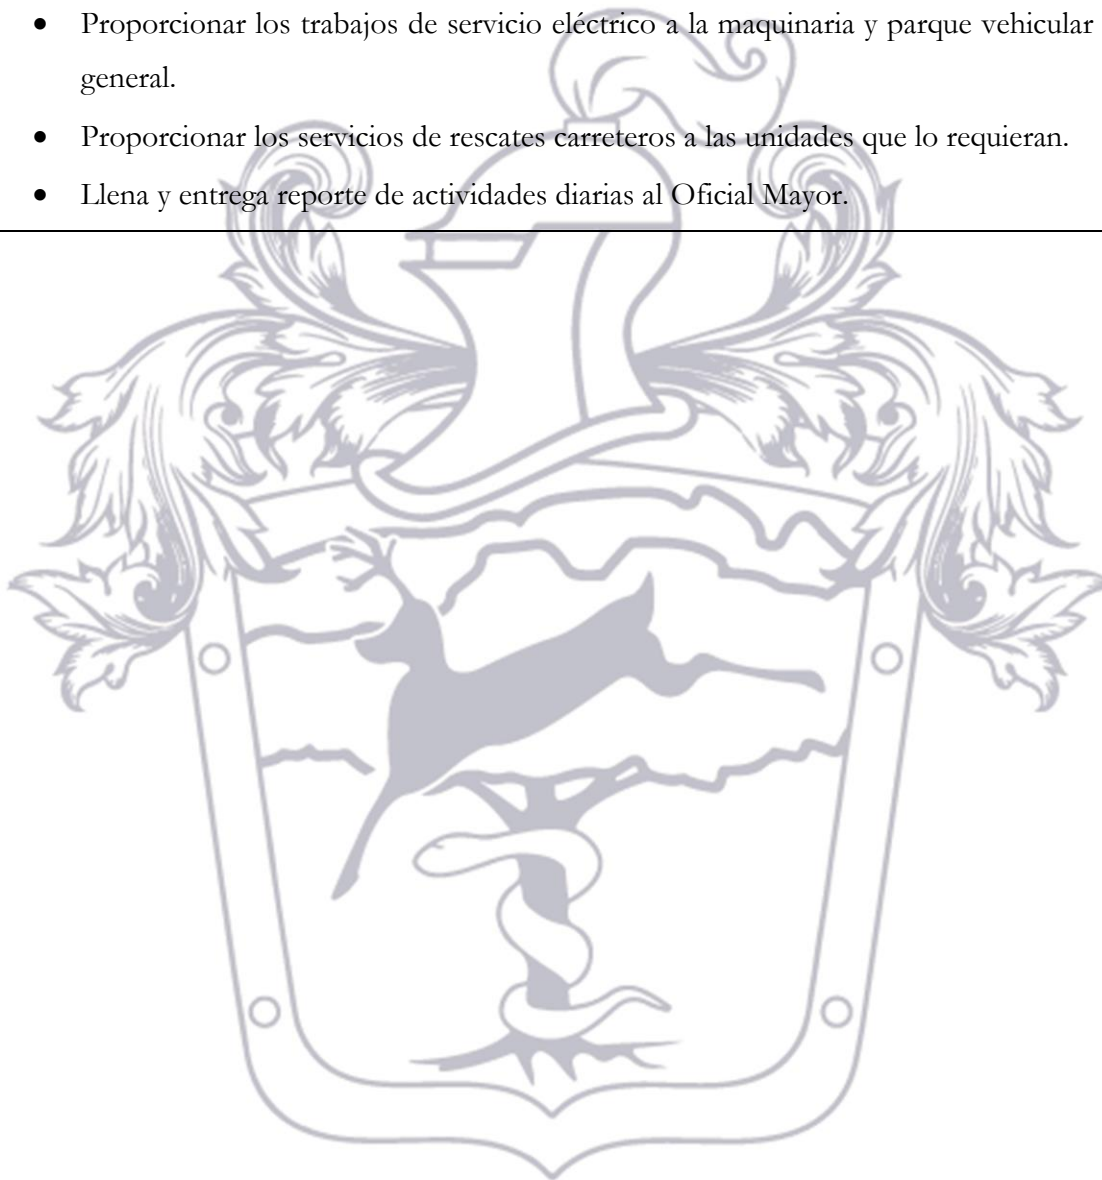 • Proporcionar los trabajos de servicio eléctrico a la maquinaria y parque vehicular
general.
• Proporcionar los servicios de rescates carreteros a las unidades que lo requieran.
• Llena y entrega reporte de actividades diarias al Oficial Mayor.